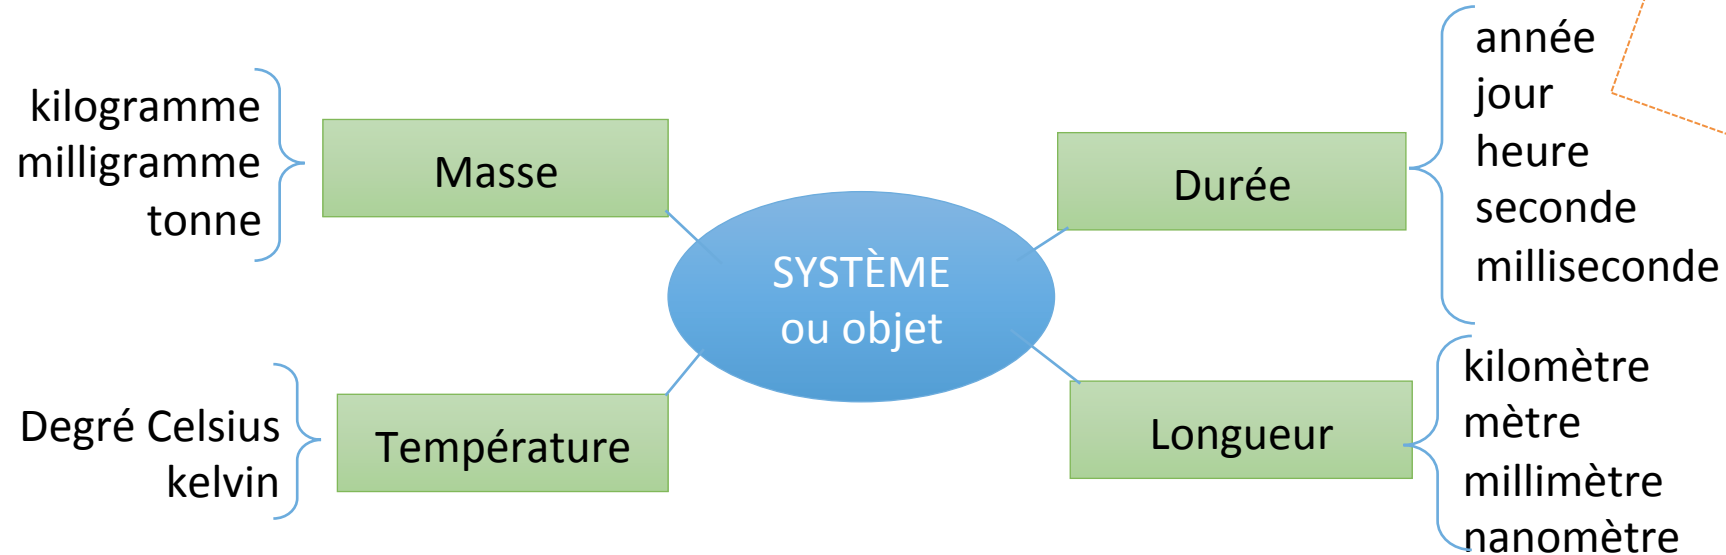 kilogramme
milligramme
tonne
Masse
Degré Celsius
kelvin
Température
SYSTÈME
ou objet
Durée
année
jour
heure
seconde
milliseconde
Longueur
kilomètre
mètre
millimètre
nanomètre